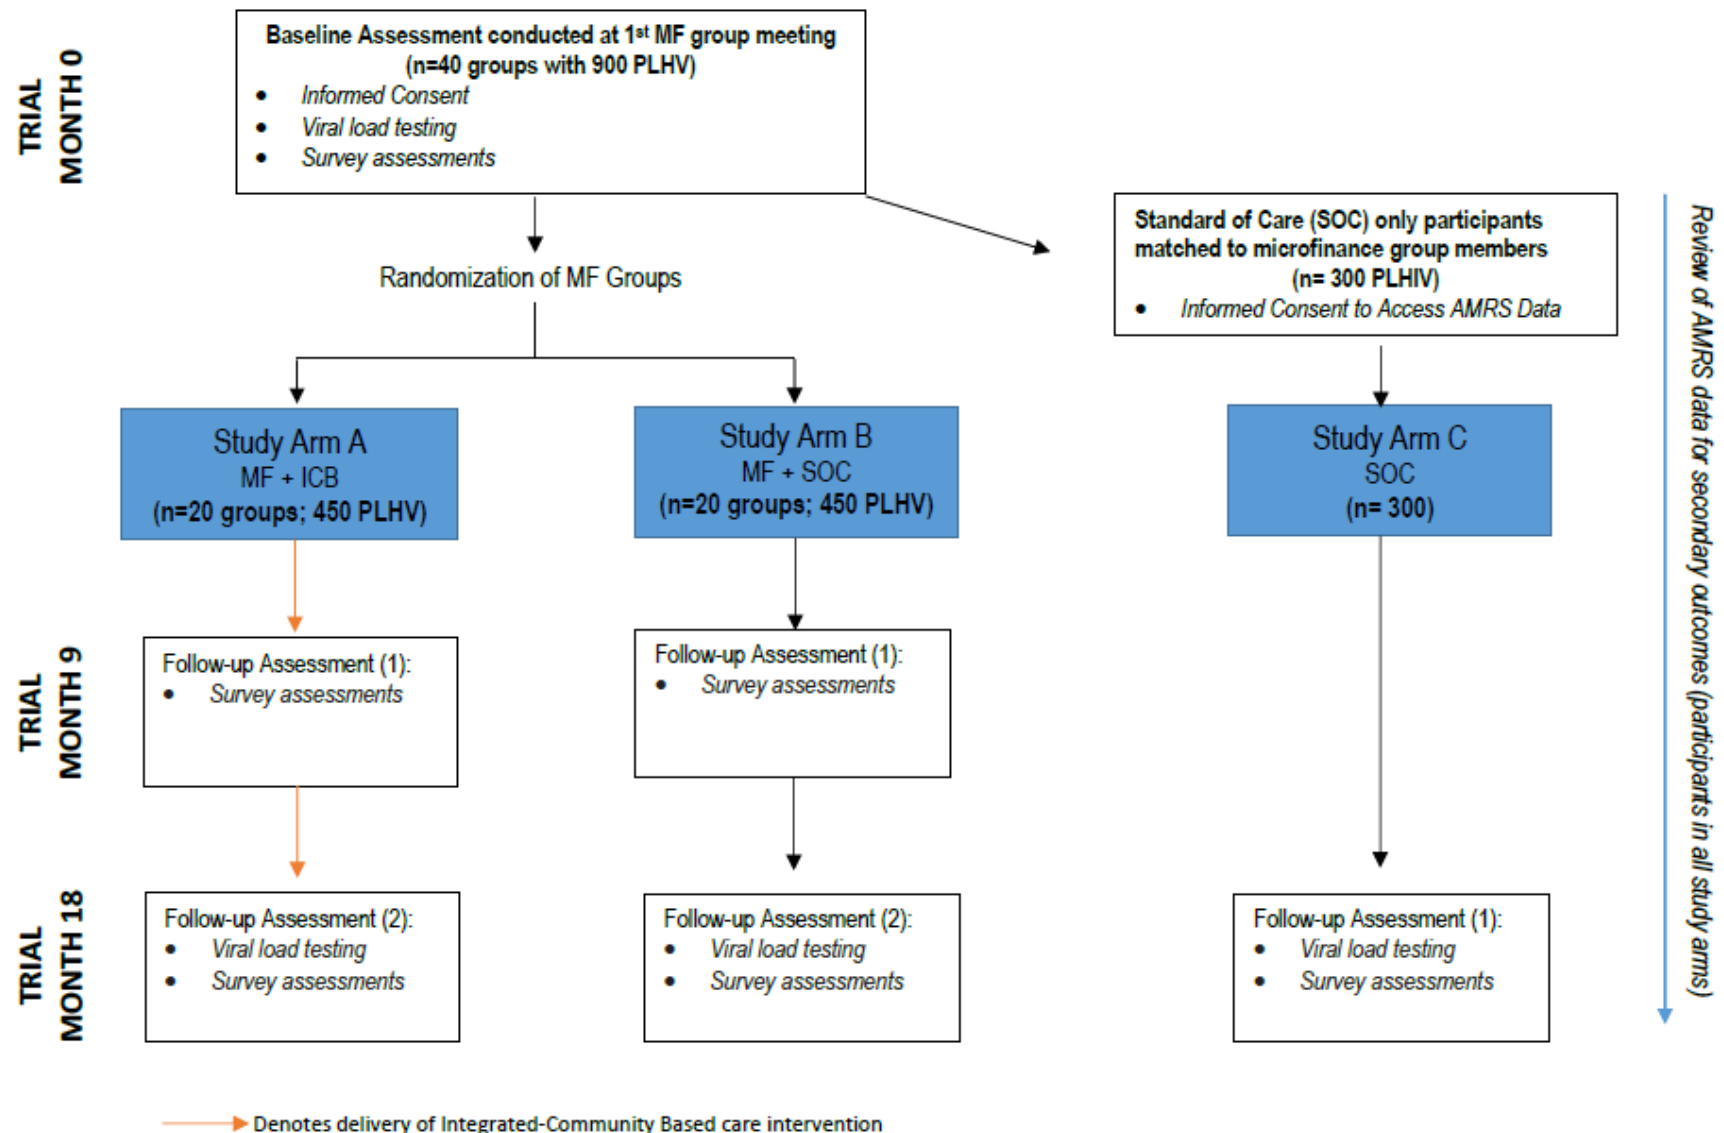 TRIAL
MONTH 0
Baseline Assessment conducted at 1st MF group meeting
(n=40 groups with 900 PLHV)
• Informed Consent
• Viral load testing
• Survey assessments
Standard of Care (SOC) only participants
matched to microfinance group members
(n= 300 PLHIV)
• Informed Consent to Access AMRS Data
Review of AMRS data for secondary outcomes (participants in all study arms)
Randomization of MF Groups
Study Arm A
MF + ICB
(n=20 groups; 450 PLHV)
Study Arm B
MF + SOC
(n=20 groups; 450 PLHV)
Study Arm C
SOC
(n= 300)
TRIAL
MONTH 9
Follow-up Assessment (1):
• Survey assessments
Follow-up Assessment (1):
• Survey assessments
TRIAL
MONTH 18
Follow-up Assessment (2):
• Viral load testing
• Survey assessments
Follow-up Assessment (2):
• Viral load testing
• Survey assessments
Follow-up Assessment (1):
• Viral load testing
• Survey assessments
Denotes delivery of Integrated-Community Based care intervention